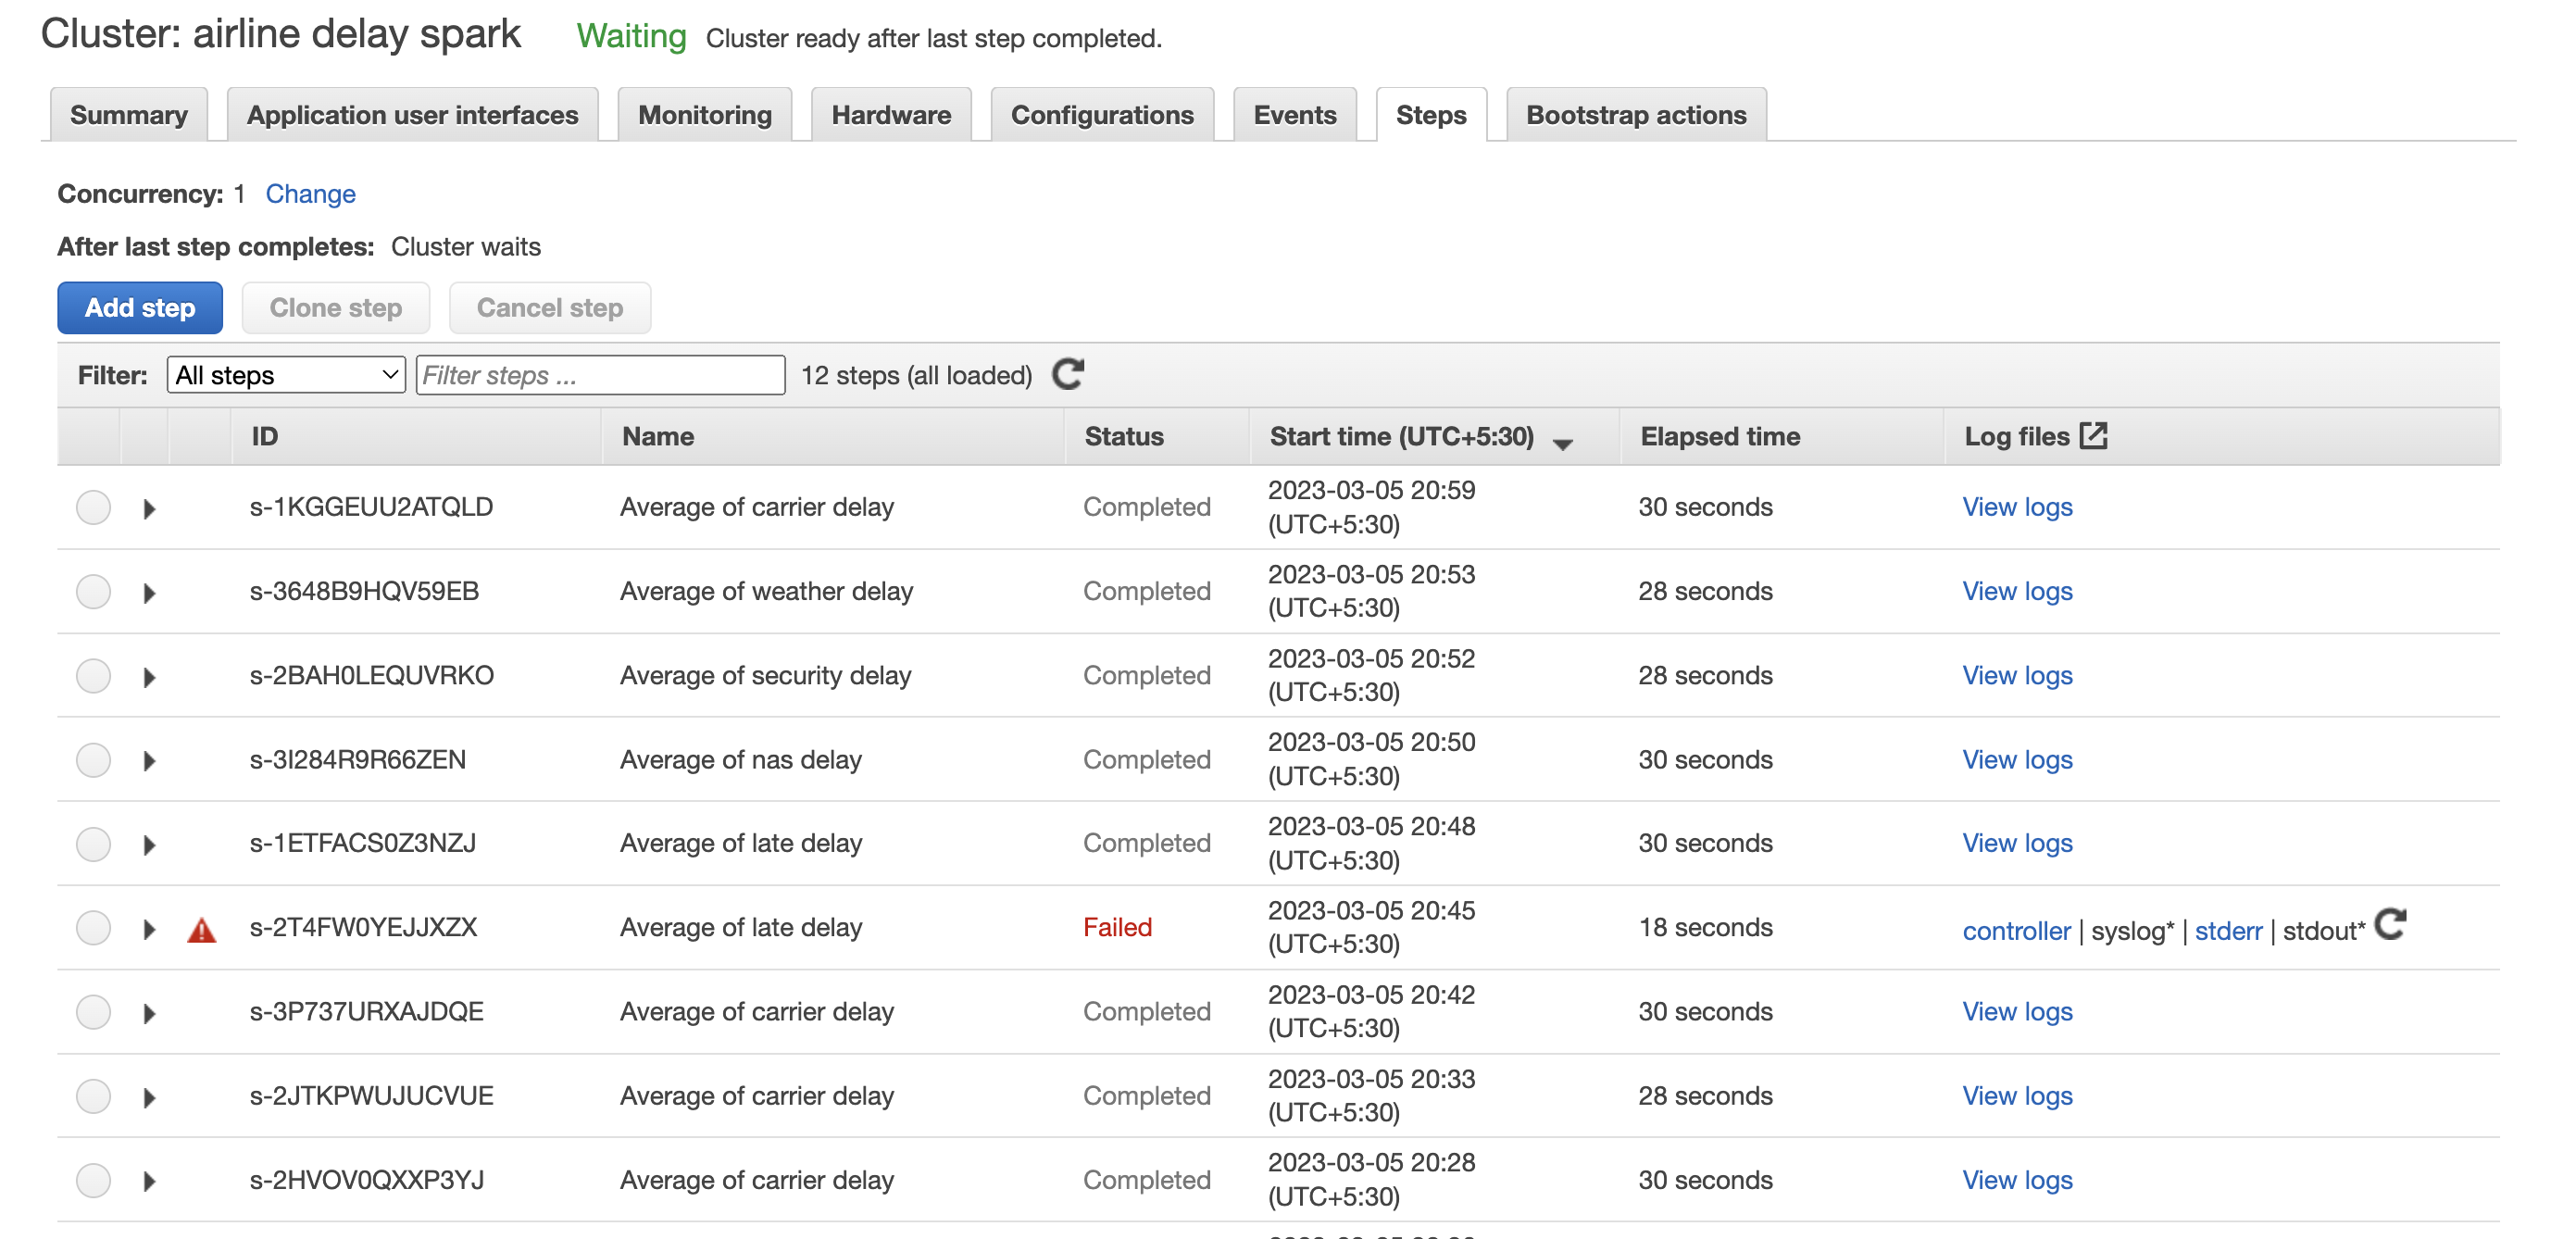 Cluster: airline delay spark Waiting Cluster ready after last step completed.
Summary Application user interfaces Monitoring Hardware Configurations Events Steps Bootstrap actions
Concurrency: 1 Change
After last step completes: Cluster waits
Add step Clone step Cancel step
Filter: All steps Filter steps ... 12 steps (all loaded)
ID Name Status Start time (UTC+5:30) Elapsed time Log files
s-1KGGEUU2ATQLD Average of carrier delay Completed 2023-03-05 20:59 (UTC+5:30) 30 seconds View logs
s-3648B9HQV59EB Average of weather delay Completed 2023-03-05 20:53 (UTC+5:30) 28 seconds View logs
s-2BAH0LEQUVRKO Average of security delay Completed 2023-03-05 20:52 (UTC+5:30) 28 seconds View logs
s-3I284R9R66ZEN Average of nas delay Completed 2023-03-05 20:50 (UTC+5:30) 30 seconds View logs
s-1ETFACS0Z3NZJ Average of late delay Completed 2023-03-05 20:48 (UTC+5:30) 30 seconds View logs
s-2T4FW0YEJJXZX Average of late delay Failed 2023-03-05 20:45 (UTC+5:30) 18 seconds controller | syslog* | stderr | stdout*
s-3P737URXAJDQE Average of carrier delay Completed 2023-03-05 20:42 (UTC+5:30) 30 seconds View logs
s-2JTKPWUJUCVUE Average of carrier delay Completed 2023-03-05 20:33 (UTC+5:30) 28 seconds View logs
s-2HVOV0QXXP3YJ Average of carrier delay Completed 2023-03-05 20:28 (UTC+5:30) 30 seconds View logs